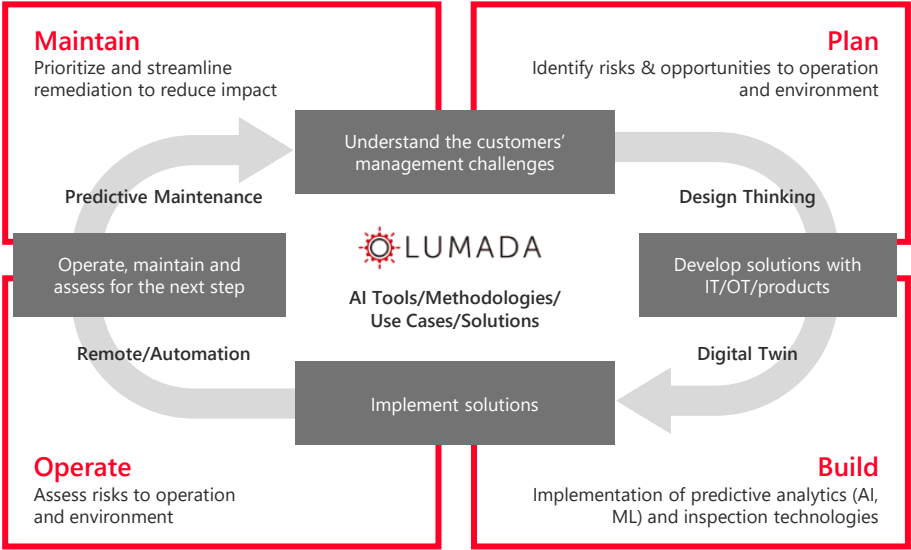 Maintain
Prioritize and streamline
remediation to reduce impact
Plan
Identify risks & opportunities to operation
and environment
Understand the customers'
management challenges
Predictive Maintenance
Design Thinking
Operate, maintain and
assess for the next step
LUMADA
AI Tools/Methodologies/
Use Cases/Solutions
Develop solutions with
IT/OT/products
Remote/Automation
Digital Twin
Implement solutions
Operate
Assess risks to operation
and environment
Build
Implementation of predictive analytics (AI,
ML) and inspection technologies